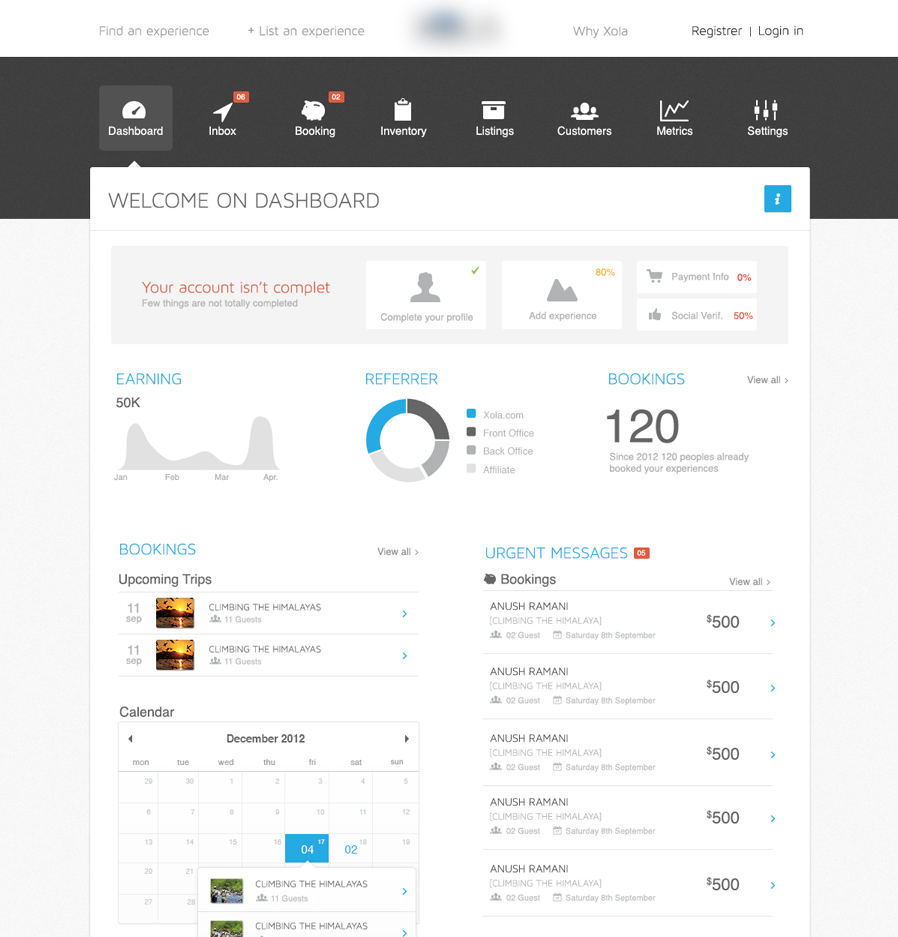 Find an experience
+ List an experience
Why Xola
Registrer | Login in
06
02
Dashboard
Inbox
Booking
Inventory
Listings
Customers
Metrics
Settings
WELCOME ON DASHBOARD
i
Your account isn't complet
Few things are not totally completed
Complete your profile
80%
Add experience
Payment Info 0%
Social Verif. 50%
EARNING
50K
Jan Feb Mar Apr.
REFERRER
Xola.com
Front Office
Back Office
Affiliate
BOOKINGS
View all >
120
Since 2012 120 peoples already
booked your experiences
BOOKINGS
View all >
Upcoming Trips
11
sep
CLIMBING THE HIMALAYAS
11 Guests
11
sep
CLIMBING THE HIMALAYAS
11 Guests
Calendar
December 2012
mon tue wed thu fri sat sun
29 30 1 2 3 4 5
6 7 8 9 10 11 12
13 14 15 16 17 18 19
04 02
20 21
27 28
CLIMBING THE HIMALAYAS
11 Guests
CLIMBING THE HIMALAYAS
URGENT MESSAGES 05
Bookings
View all >
ANUSH RAMANI
[CLIMBING THE HIMALAYA]
02 Guest Saturday 8th September
$500
ANUSH RAMANI
[CLIMBING THE HIMALAYA]
02 Guest Saturday 8th September
$500
ANUSH RAMANI
[CLIMBING THE HIMALAYA]
02 Guest Saturday 8th September
$500
ANUSH RAMANI
[CLIMBING THE HIMALAYA]
02 Guest Saturday 8th September
$500
ANUSH RAMANI
[CLIMBING THE HIMALAYA]
02 Guest Saturday 8th September
$500